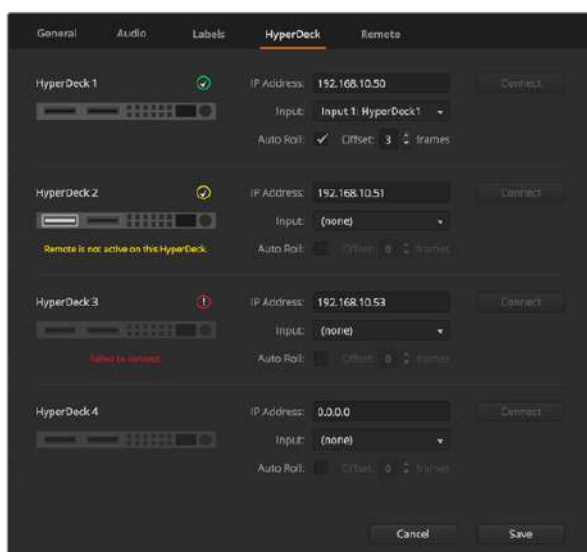 General Audio Labels HyperDeck Remote
HyperDeck 1 IP Address: 192.168.10.50 Connect
Input: Input 1: HyperDeck1
Auto Roll: Offset: 3 frames
HyperDeck 2 IP Address: 192.168.10.51 Connect
Input: (none)
Remote is not active on this HyperDeck. Auto Roll: Offset: 0 frames
HyperDeck 3 IP Address: 192.168.10.53 Connect
Input: (none)
Failed to connect Auto Roll: Offset: 0 frames
HyperDeck 4 IP Address: 0.0.0.0 Connect
Input: (none)
Auto Roll: Offset: 0 frames
Cancel Save